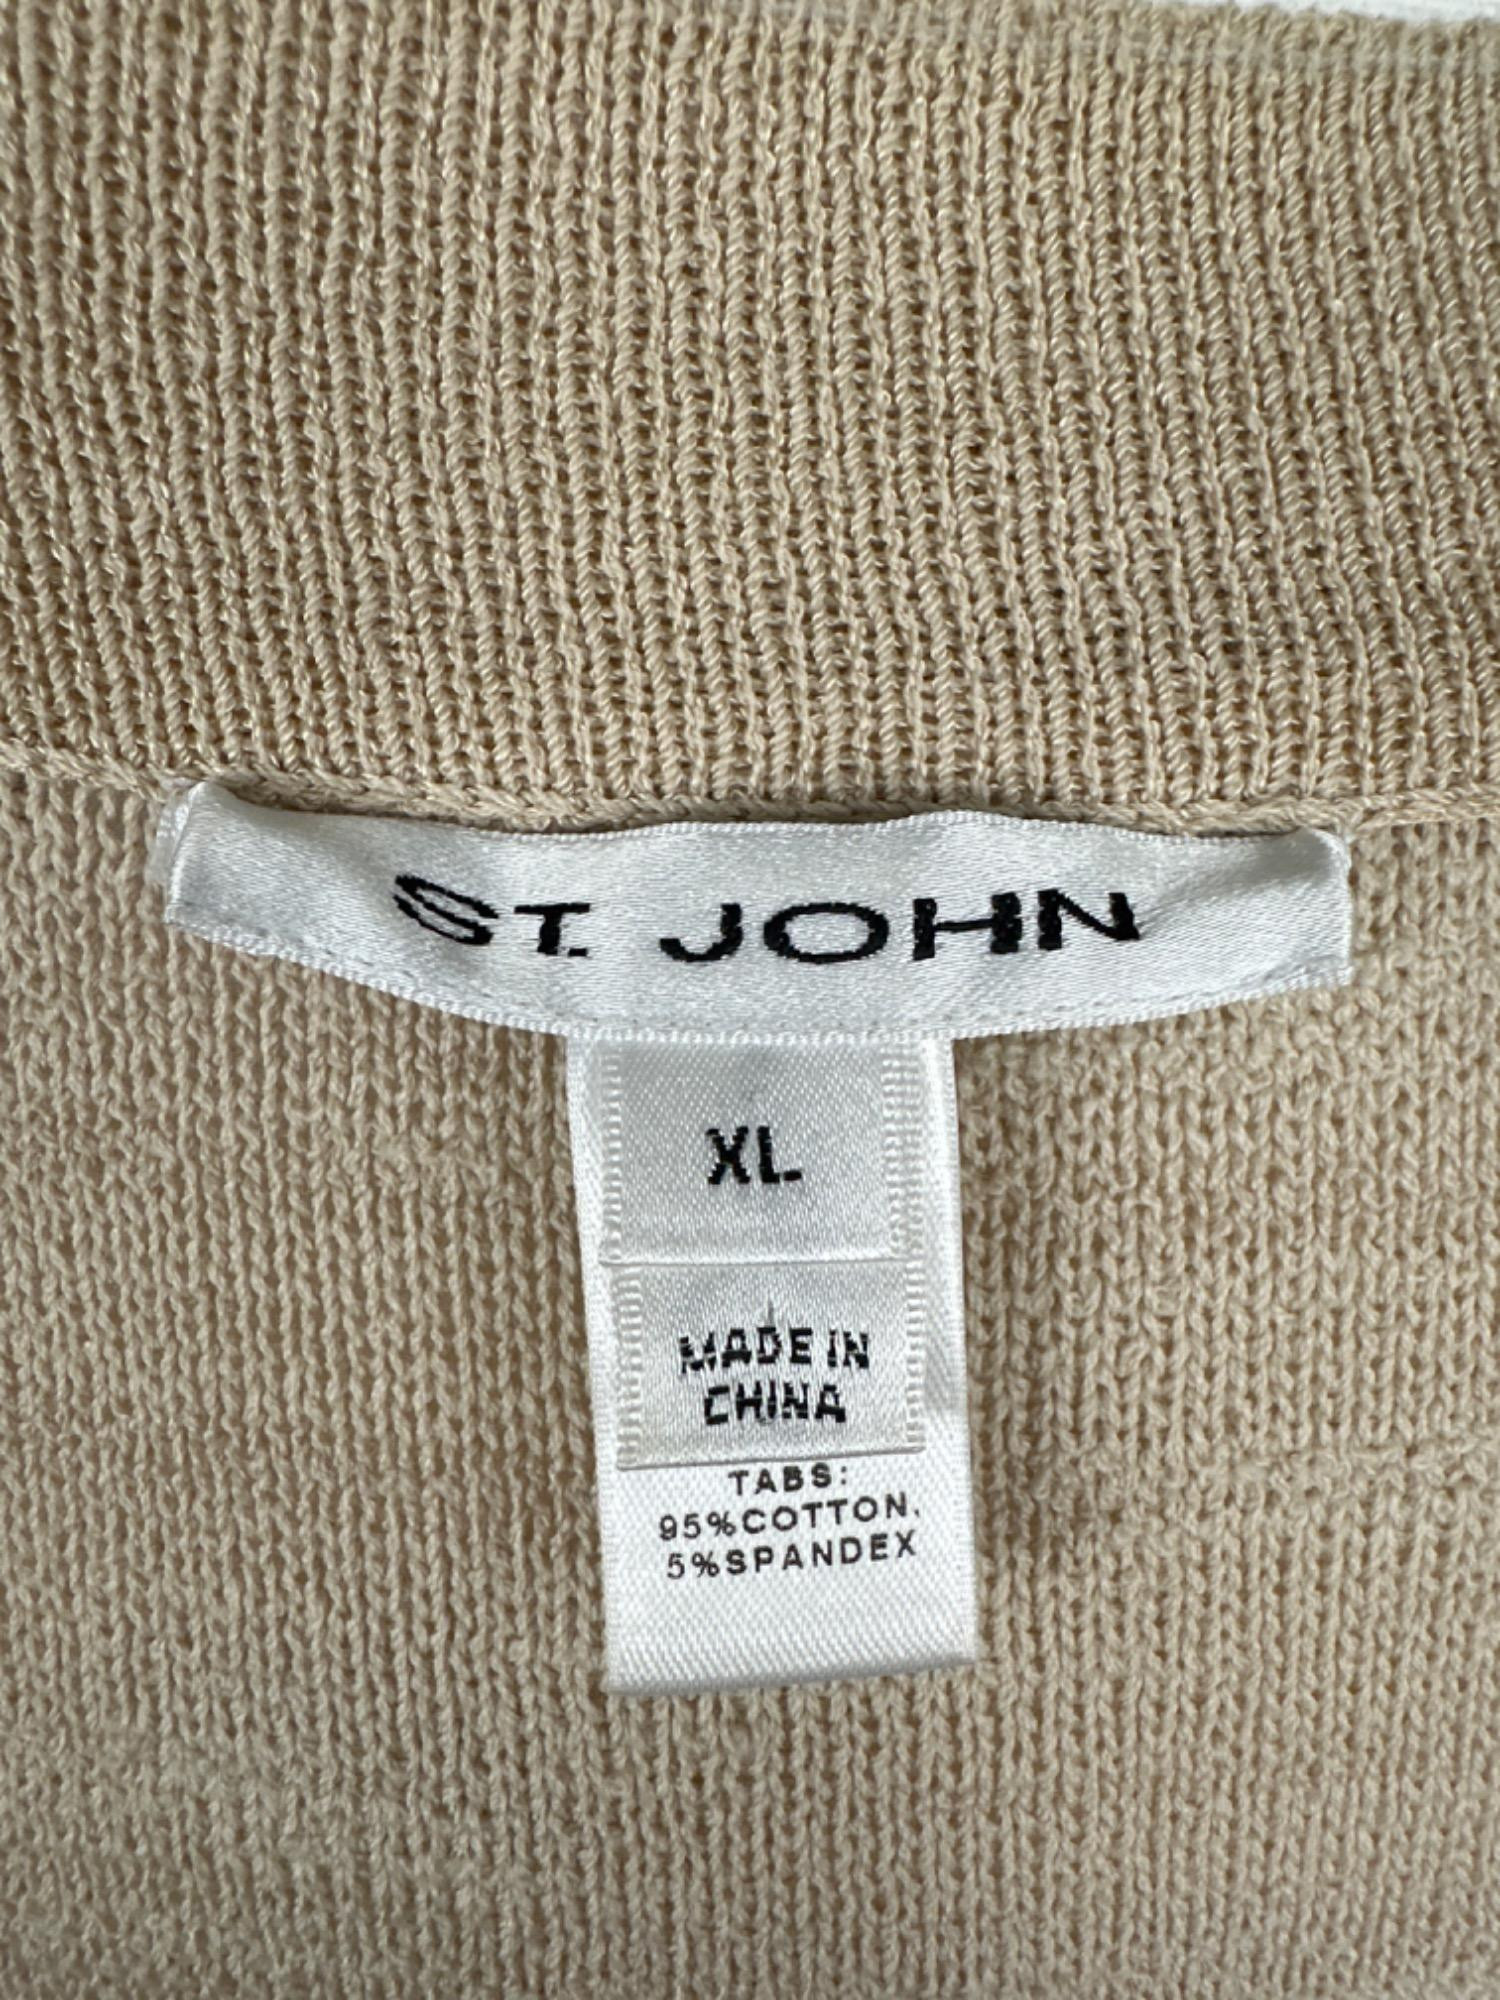 ST. JOHN
XL
MADE IN
CHINA
TABS:
95%COTTON,
5%SPANDEX